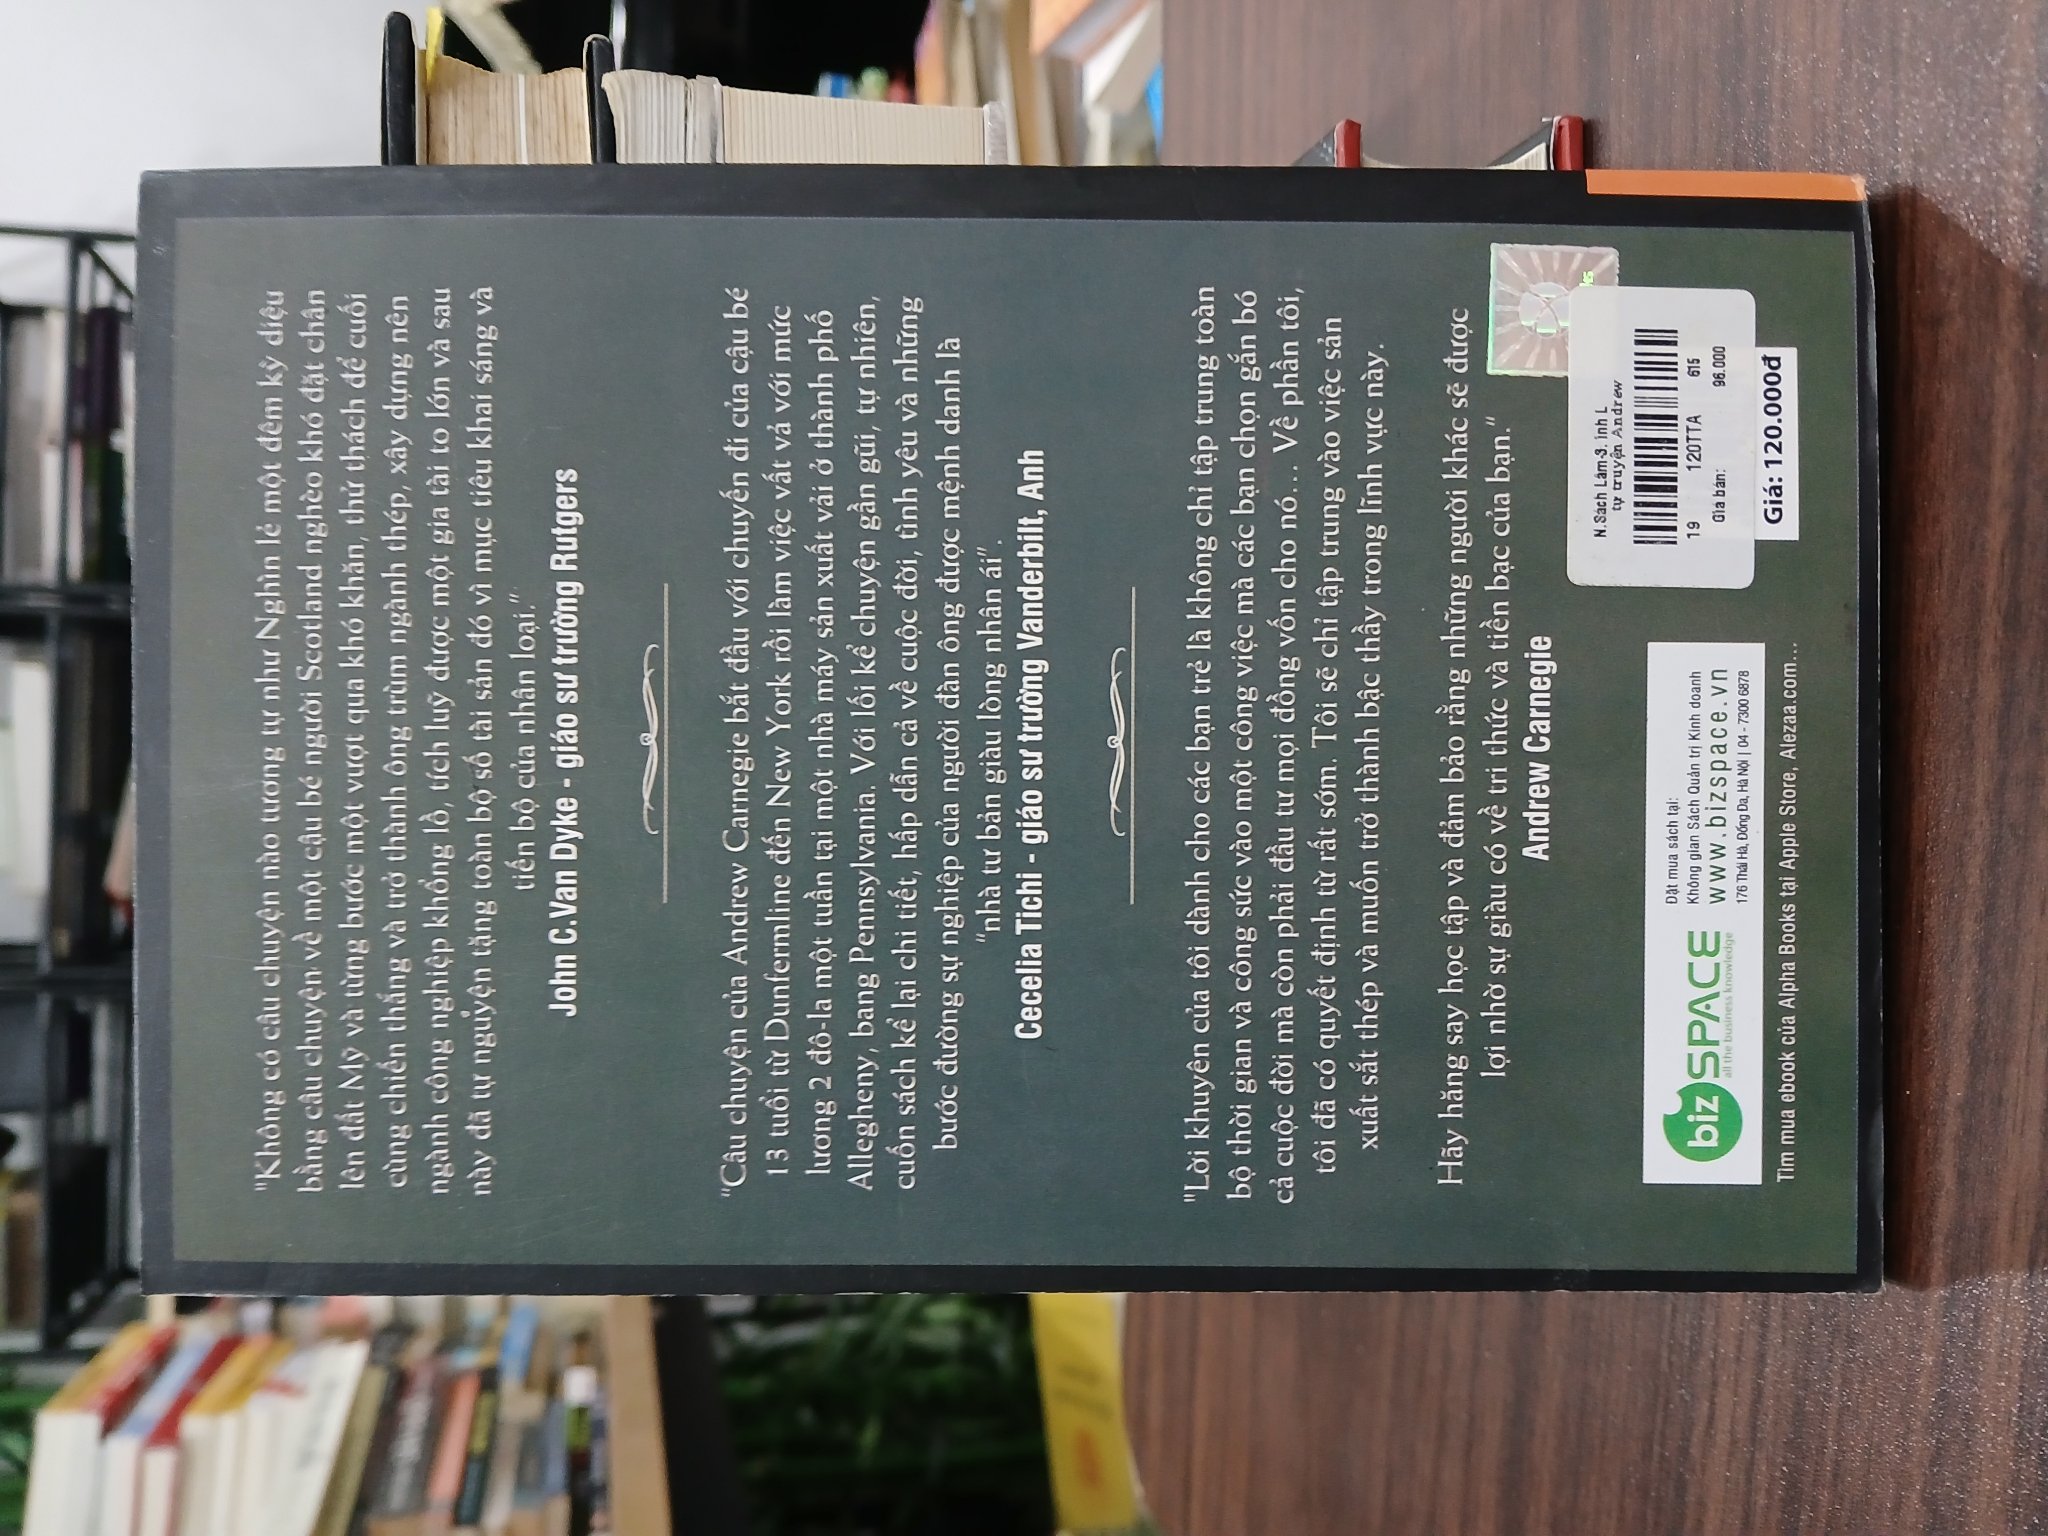 "Không có câu chuyện nào tương tự như Nghìn lẻ một đêm kỳ diệu
bằng câu chuyện về một cậu bé người Scotland nghèo khó đặt chân
lên đất Mỹ và từng bước một vượt qua khó khăn, thử thách để cuối
cùng chiến thắng và trở thành ông trùm ngành thép, xây dựng nên
ngành công nghiệp khổng lồ, tích luỹ được một gia tài to lớn và sau
này đã tự nguyện tặng toàn bộ số tài sản đó vì mục tiêu khai sáng và
tiến bộ của nhân loại."
John C.Van Dyke - giáo sư trường Rutgers
"Câu chuyện của Andrew Carnegie bắt đầu với chuyến đi của cậu bé
13 tuổi từ Dunfermline đến New York rồi làm việc vất vả với mức
lương 2 đô-la một tuần tại một nhà máy sản xuất vải ở thành phố
Allegheny, bang Pennsylvania. Với lối kể chuyện gần gũi, tự nhiên,
cuốn sách kể lại chi tiết, hấp dẫn cả về cuộc đời, tình yêu và những
bước đường sự nghiệp của người đàn ông được mệnh danh là
"nhà tư bản giàu lòng nhân ái".
Cecelia Tichi - giáo sư trường Vanderbilt, Anh
"Lời khuyên của tôi dành cho các bạn trẻ là không chỉ tập trung toàn
bộ thời gian và công sức vào một công việc mà các bạn chọn gắn bó
cả cuộc đời mà còn phải đầu tư mọi đồng vốn cho nó... Về phần tôi,
tôi đã có quyết định từ rất sớm. Tôi sẽ chỉ tập trung vào việc sản
xuất sắt thép và muốn trở thành bậc thầy trong lĩnh vực này.
Hãy hăng say học tập và đảm bảo rằng những người khác sẽ được
lợi nhờ sự giàu có về tri thức và tiền bạc của bạn."
Andrew Carnegie
biz SPACE
all the business knowledge
Đặt mua sách tại:
Không gian Sách Quản trị Kinh doanh
www.bizspace.vn
176 Thái Hà, Đống Đa, Hà Nội | 04 - 7300 6878
Tìm mua ebook của Alpha Books tại Apple Store, Alezaa.com...
N.Sách Làm-3. ính L
tự truyện Andrew
19 120TTA 615
Gía bán: 96.000
Giá: 120.000đ